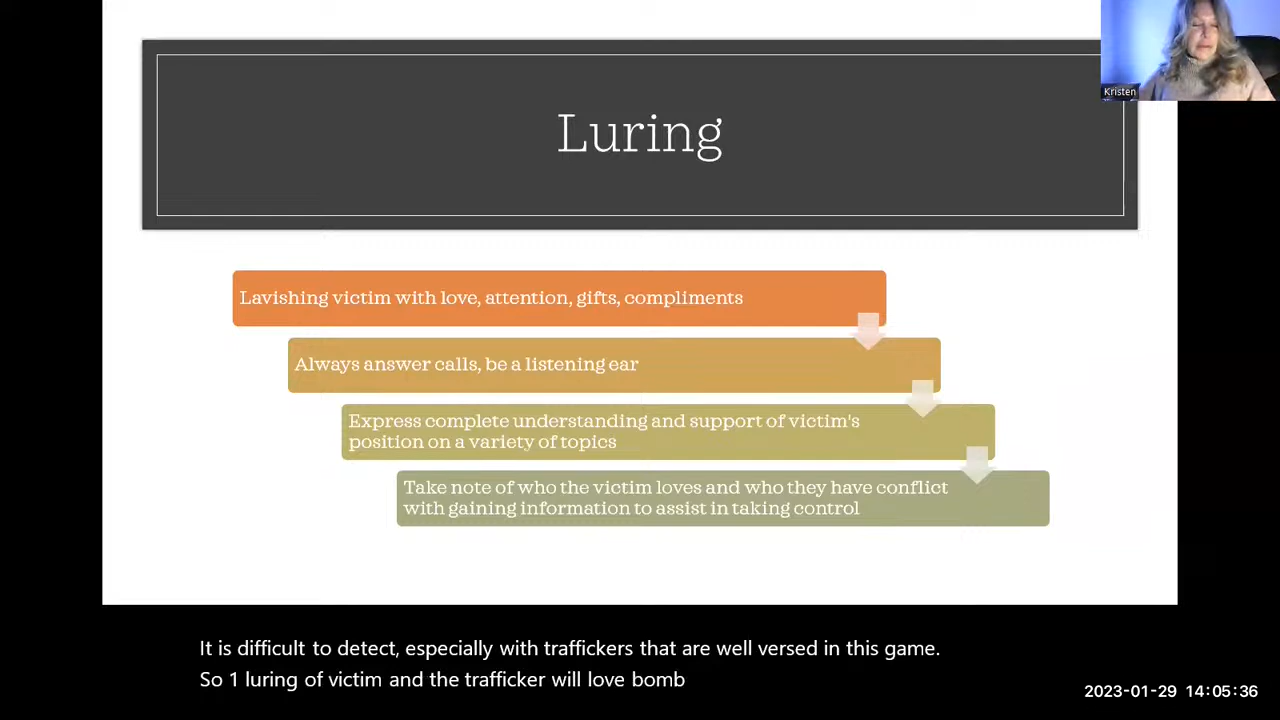 Kristen
Luring
Lavishing victim with love, attention, gifts, compliments
Always answer calls, be a listening ear
Express complete understanding and support of victim's
position on a variety of topics
Take note of who the victim loves and who they have conflict
with gaining information to assist in taking control
It is difficult to detect, especially with traffickers that are well versed in this game.
So 1 luring of victim and the trafficker will love bomb
2023-01-29 14:05:36